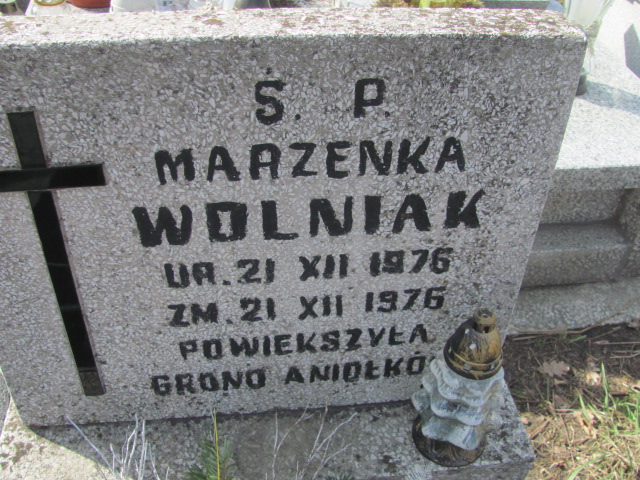 Ś. P.
MARZENKA
WOLNIAK
UR. 21 XII 1976
ZM. 21 XII 1976
POWIEKSZYŁA
GRONO ANIOŁKÓW